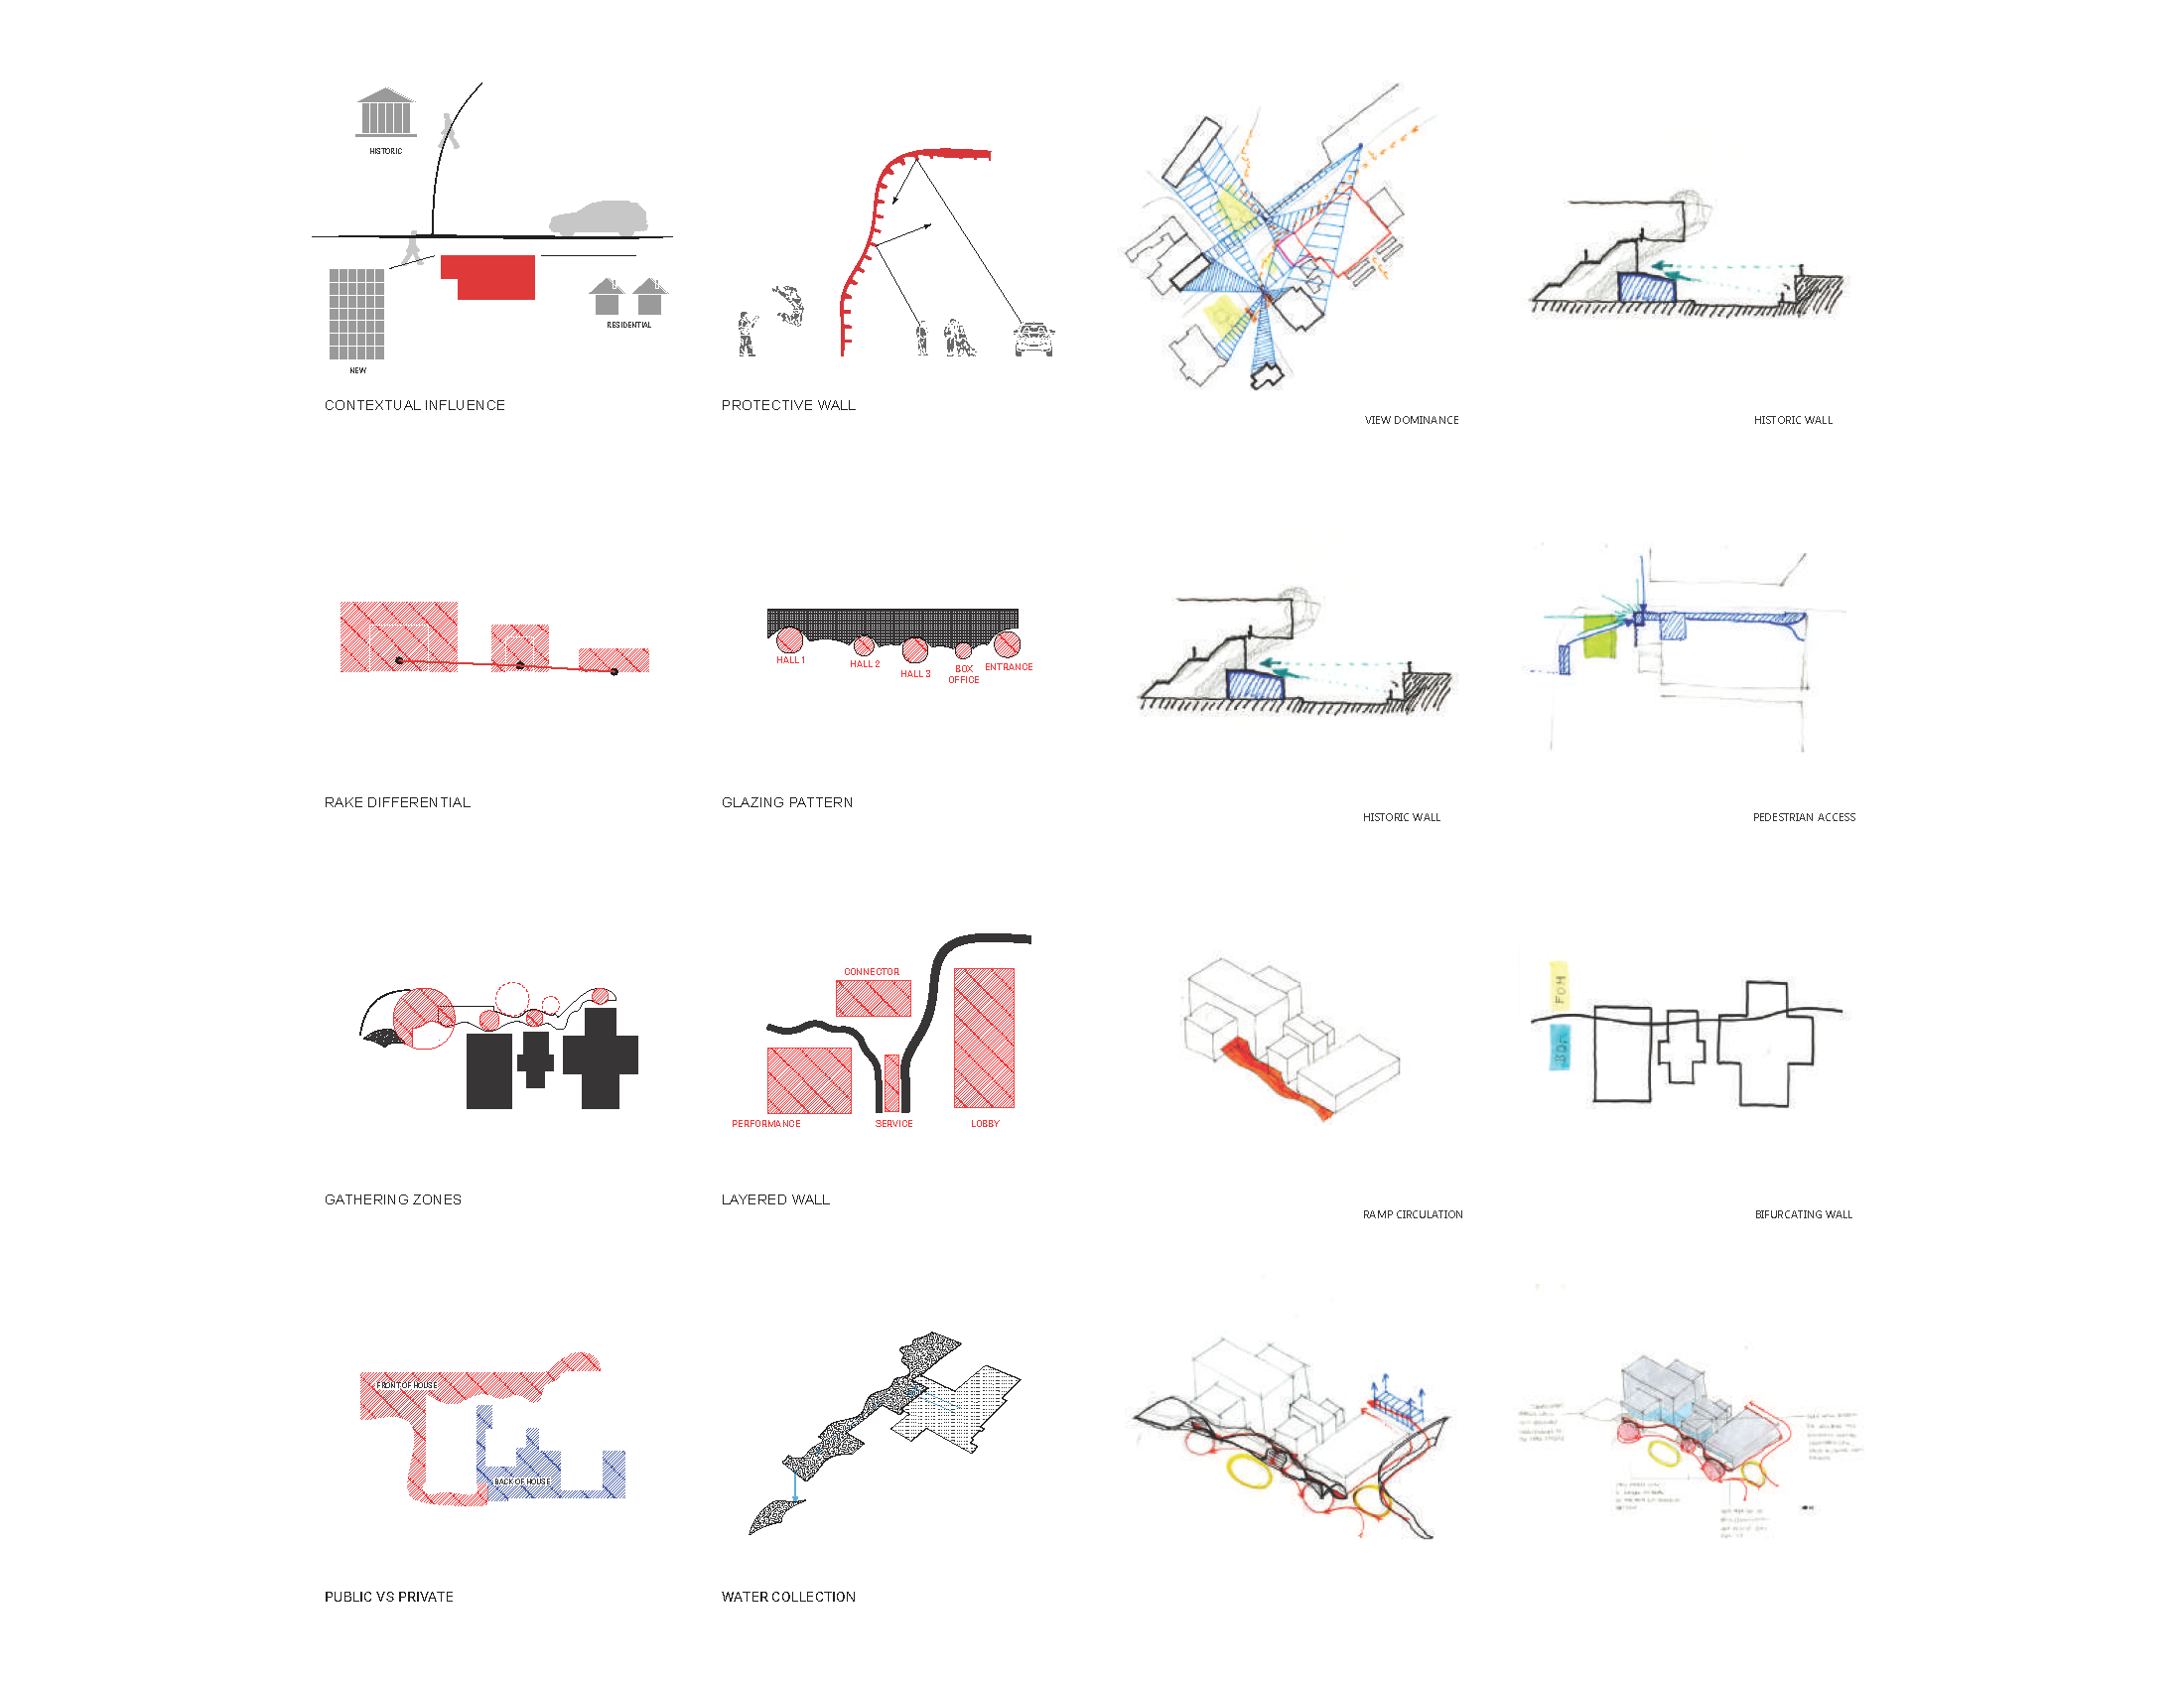 HISTORIC
NEW
RESIDENTIAL
CONTEXTUAL INFLUENCE
PROTECTIVE WALL
VIEW DOMINANCE
HISTORIC WALL
RAKE DIFFERENTIAL
HALL 1
HALL 2
HALL 3
BOX
OFFICE
ENTRANCE
GLAZING PATTERN
HISTORIC WALL
PEDESTRIAN ACCESS
GATHERING ZONES
CONNECTOR
PERFORMANCE
SERVICE
LOBBY
LAYERED WALL
RAMP CIRCULATION
FOH
BOH
BIFURCATING WALL
FRONT OF HOUSE
BACK OF HOUSE
PUBLIC VS PRIVATE
WATER COLLECTION